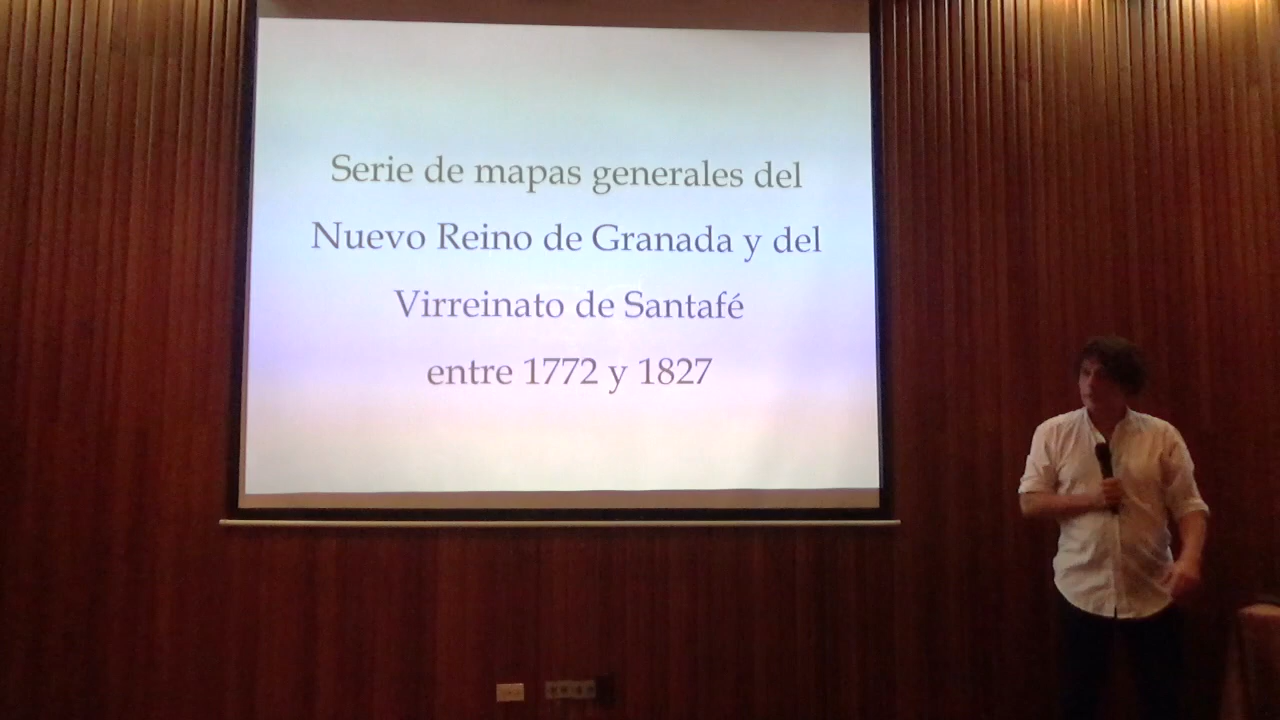 Serie de mapas generales del
Nuevo Reino de Granada y del
Virreinato de Santafé
entre 1772 y 1827